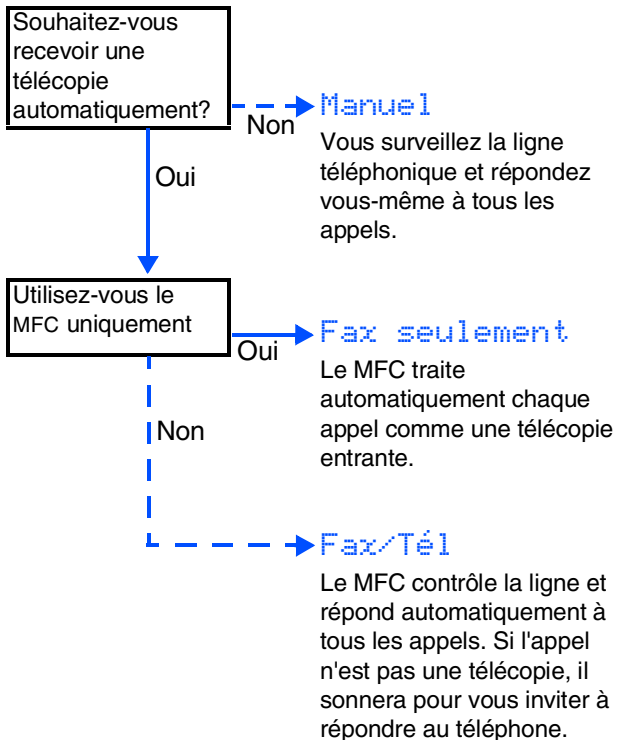 Souhaitez-vous
recevoir une
télécopie
automatiquement?
Non
Manuel
Vous surveillez la ligne
téléphonique et répondez
vous-même à tous les
appels.
Oui
Utilisez-vous le
MFC uniquement
Oui
Fax seulement
Le MFC traite
automatiquement chaque
appel comme une télécopie
entrante.
Non
Fax/Tél
Le MFC contrôle la ligne et
répond automatiquement à
tous les appels. Si l'appel
n'est pas une télécopie, il
sonnera pour vous inviter à
répondre au téléphone.